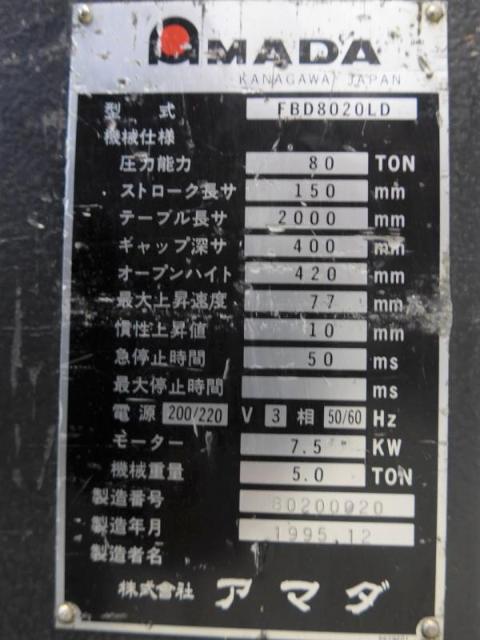 AMADA
KANAGAWA JAPAN
型 式 FBD8020LD
機械仕様
圧力能力 80 TON
ストローク長サ 150 mm
テーブル長サ 2000 mm
ギャップ深サ 400 mm
オープンハイト 420 mm
最大上昇速度 77 mm
慣性上昇値 10 mm
急停止時間 50 ms
最大停止時間 ms
電 源 200/220 V 3 相 50/60 Hz
モーター 7.5 KW
機械重量 5.0 TON
製造番号 80200920
製造年月 1995.12
製造者名
株式会社 アマダ